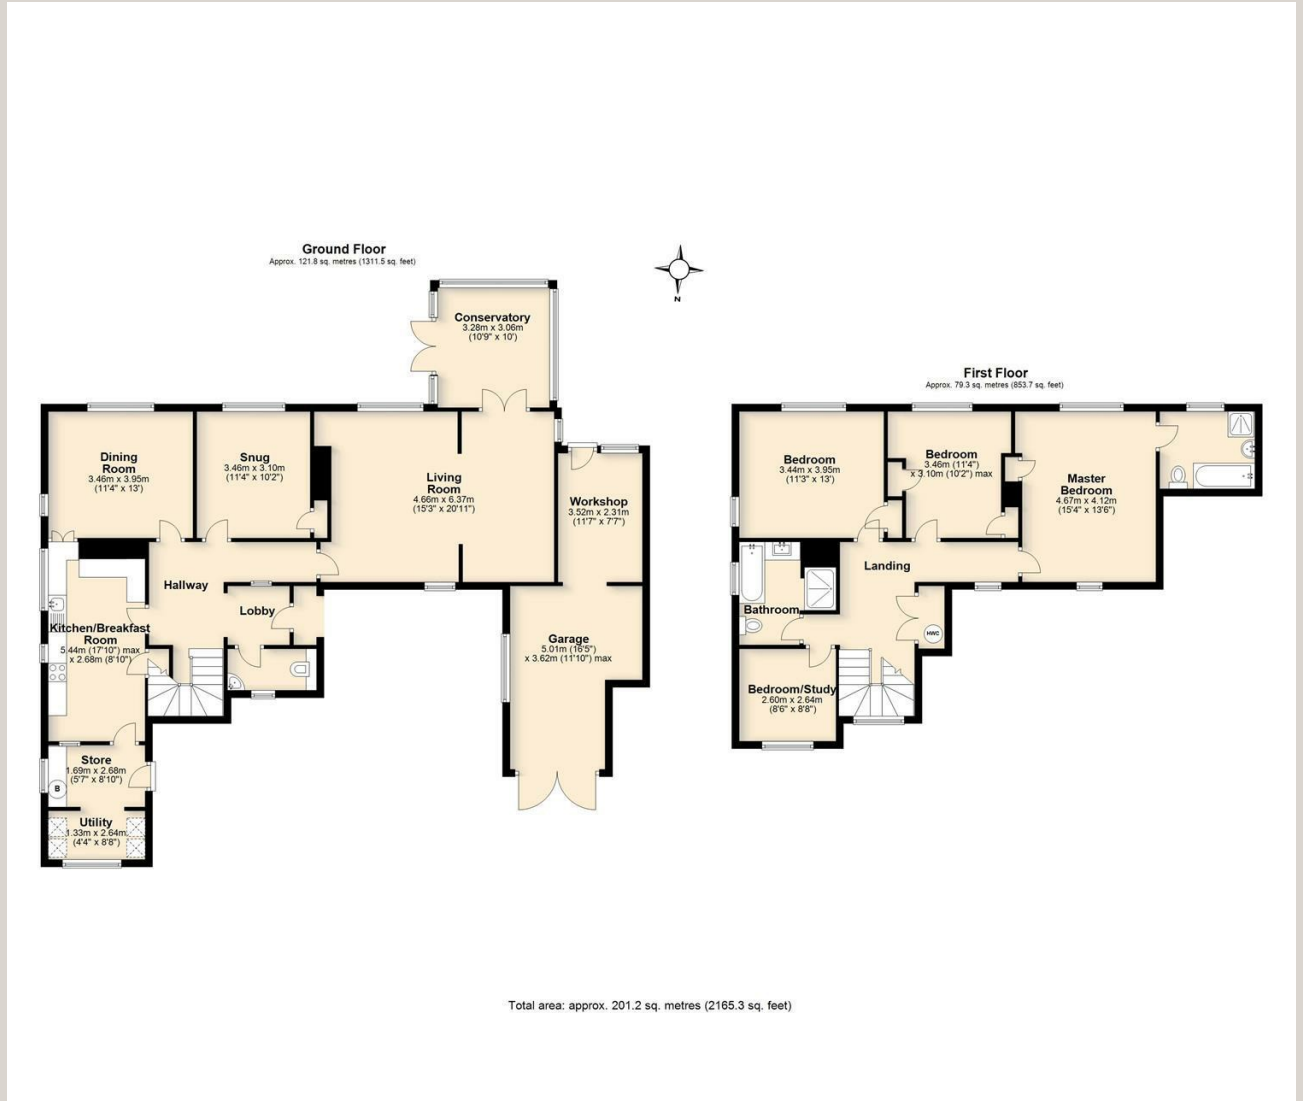 Ground Floor
Approx. 121.8 sq. metres (1311.5 sq. feet)
N
Conservatory
3.28m x 3.06m
(10'9" x 10')
Dining
Room
3.46m x 3.95m
(11'4" x 13')
Snug
3.46m x 3.10m
(11'4" x 10'2")
Living
Room
4.66m x 6.37m
(15'3" x 20'11")
Workshop
3.52m x 2.31m
(11'7" x 7'7")
Hallway
Lobby
Kitchen/Breakfast
Room
5.44m (17'10") max
x 2.68m (8'10")
Garage
5.01m (16'5")
x 3.62m (11'10") max
Store
1.69m x 2.68m
(5'7" x 8'10")
B
Utility
1.33m x 2.64m
(4'4" x 8'8")
First Floor
Approx. 79.3 sq. metres (853.7 sq. feet)
Bedroom
3.44m x 3.95m
(11'3" x 13')
Bedroom
3.46m (11'4")
x 3.10m (10'2") max
Master
Bedroom
4.67m x 4.12m
(15'4" x 13'6")
Landing
Bathroom
HWC
Bedroom/Study
2.60m x 2.64m
(8'6" x 8'8")
Total area: approx. 201.2 sq. metres (2165.3 sq. feet)